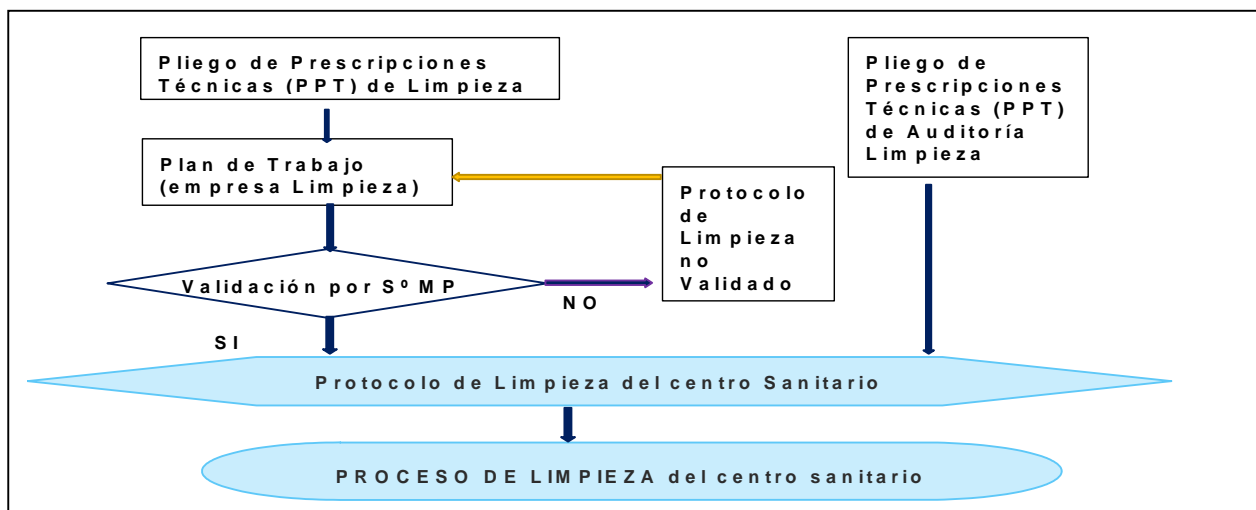 Pliego de Prescripciones
Técnicas (PPT) de Limpieza
Pliego de
Prescripciones
Técnicas (PPT)
de Auditoría
Limpieza
Plan de Trabajo
(empresa Limpieza)
Protocolo
de
Limpieza
no
Validado
Validación por Sº MP
NO
SI
Protocolo de Limpieza del centro Sanitario
PROCESO DE LIMPIEZA del centro sanitario